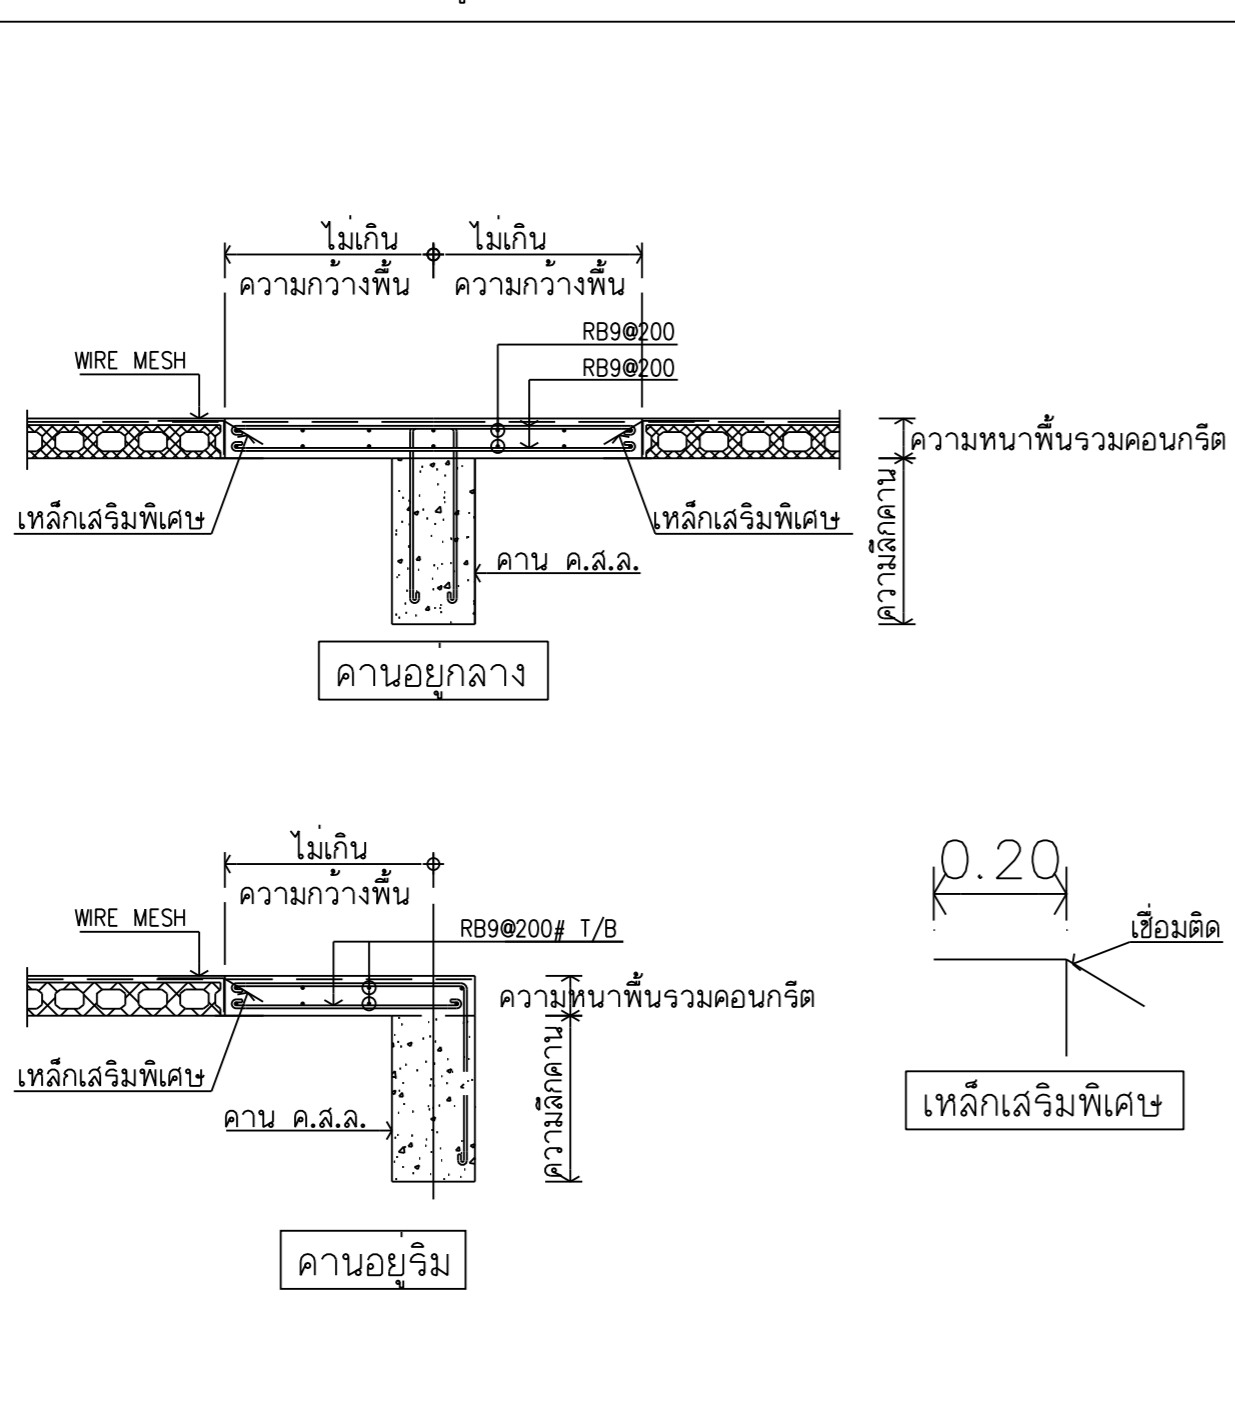 ไม่เกิน ไม่เกิน
ความกว้างพื้น ความกว้างพื้น
RB9@200
RB9@200
WIRE MESH
ความหนาพื้นรวมคอนกรีต
เหล็กเสริมพิเศษ
เหล็กเสริมพิเศษ
ความลึกคาน
คาน ค.ส.ล.
คานอยู่กลาง
ไม่เกิน
ความกว้างพื้น
WIRE MESH
RB9@200# T/B
ความหนาพื้นรวมคอนกรีต
เหล็กเสริมพิเศษ
ความลึกคาน
คาน ค.ส.ล.
คานอยู่ริม
0.20
เชื่อมติด
เหล็กเสริมพิเศษ